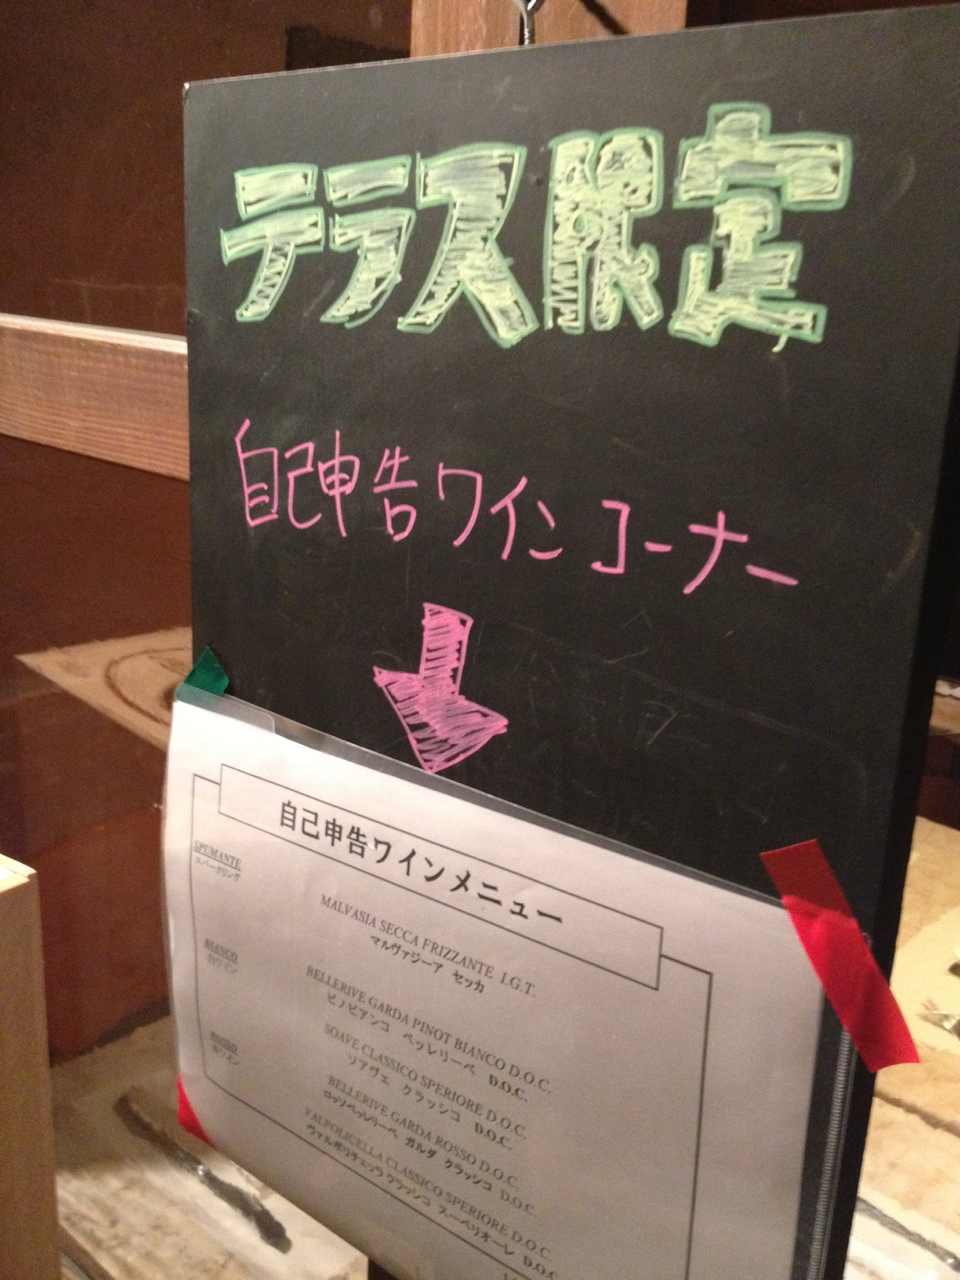 テラス限定
自己申告ワインコーナー
自己申告ワインメニュー
SPUMANTE
スパークリング
MALVASIA SECCA FRIZZANTE I.G.T.
マルヴァジーア セッカ
BIANCO
白ワイン
BELLERIVE GARDA PINOT BIANCO D.O.C.
ピノビアンコ ベッレリーベ D.O.C.
SOAVE CLASSICO SPERIORE D.O.C.
ソアヴェ クラッシコ D.O.C.
ROSSO
赤ワイン
BELLERIVE GARDA ROSSO D.O.C.
ロッソベッレリーベ ガルダ クラッシコ D.O.C.
VALPOLICELLA CLASSICO SPERIORE D.O.C.
ヴァルポリチェッラ クラッシコ スーペリオーレ D.O.C